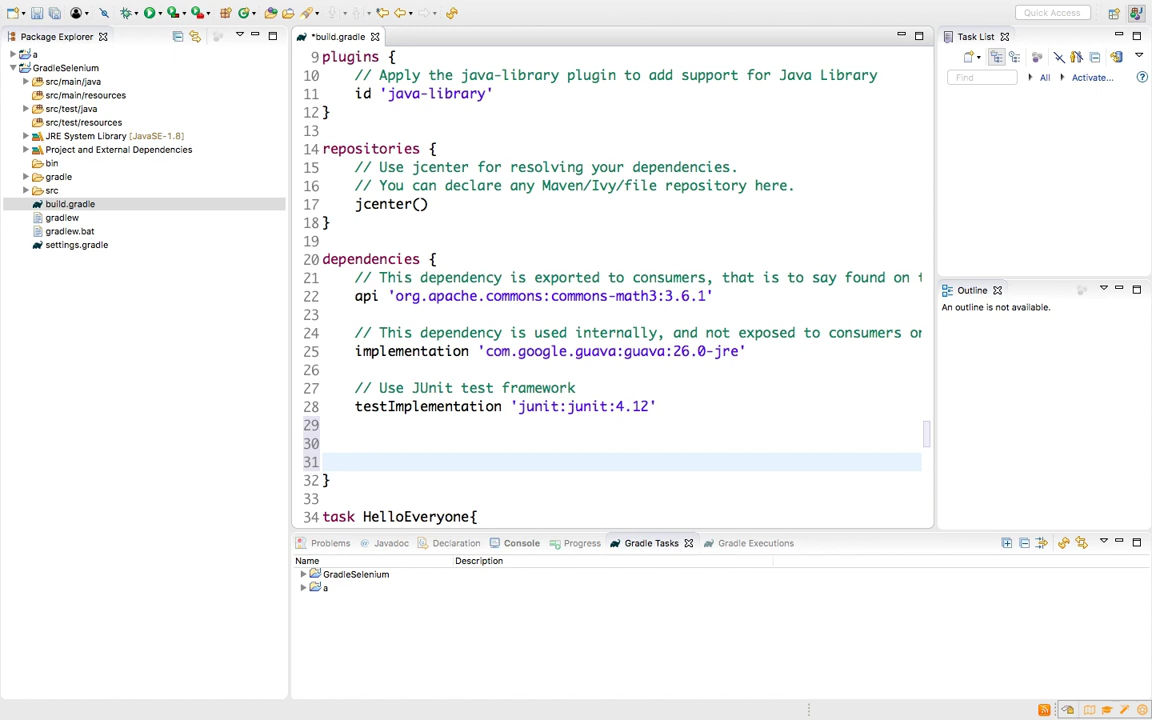 Quick Access
Package Explorer
a
GradleSelenium
src/main/java
src/main/resources
src/test/java
src/test/resources
JRE System Library [JavaSE-1.8]
Project and External Dependencies
bin
gradle
src
build.gradle
gradlew
gradlew.bat
settings.gradle
*build.gradle
9 plugins {
10 // Apply the java-library plugin to add support for Java Library
11 id 'java-library'
12 }
13
14 repositories {
15 // Use jcenter for resolving your dependencies.
16 // You can declare any Maven/Ivy/file repository here.
17 jcenter()
18 }
19
20 dependencies {
21 // This dependency is exported to consumers, that is to say found on t
22 api 'org.apache.commons:commons-math3:3.6.1'
23
24 // This dependency is used internally, and not exposed to consumers on
25 implementation 'com.google.guava:guava:26.0-jre'
26
27 // Use JUnit test framework
28 testImplementation 'junit:junit:4.12'
29
30
31
32 }
33
34 task HelloEveryone{
Task List
Find All Activate...
Outline
An outline is not available.
Problems Javadoc Declaration Console Progress Gradle Tasks Gradle Executions
Name Description
GradleSelenium
a